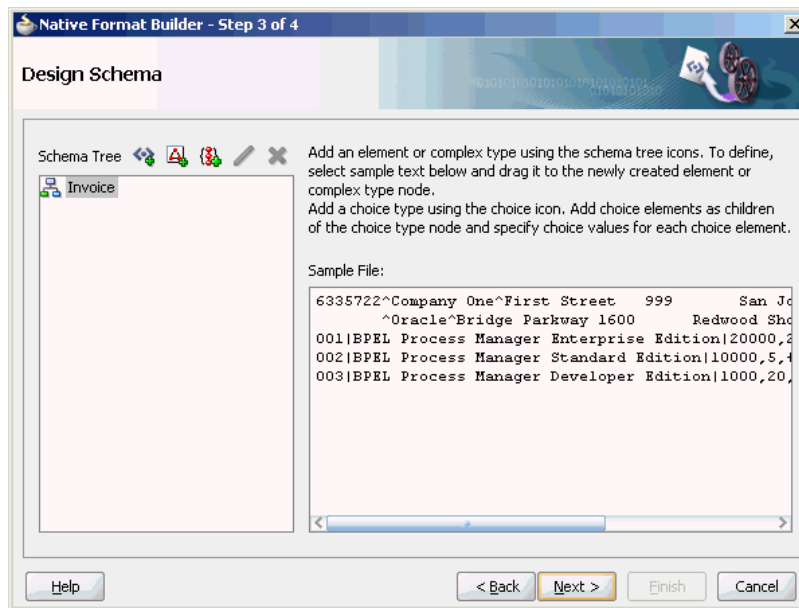 Native Format Builder - Step 3 of 4
Design Schema
Schema Tree
Invoice
Add an element or complex type using the schema tree icons. To define,
select sample text below and drag it to the newly created element or
complex type node.
Add a choice type using the choice icon. Add choice elements as children
of the choice type node and specify choice values for each choice element.
Sample File:
6335722^Company One^First Street 999 San Jo
^Oracle^Bridge Parkway 1600 Redwood Sho
001|BPEL Process Manager Enterprise Edition|20000,2
002|BPEL Process Manager Standard Edition|10000,5,
003|BPEL Process Manager Developer Edition|1000,20,
Help
< Back
Next >
Finish
Cancel